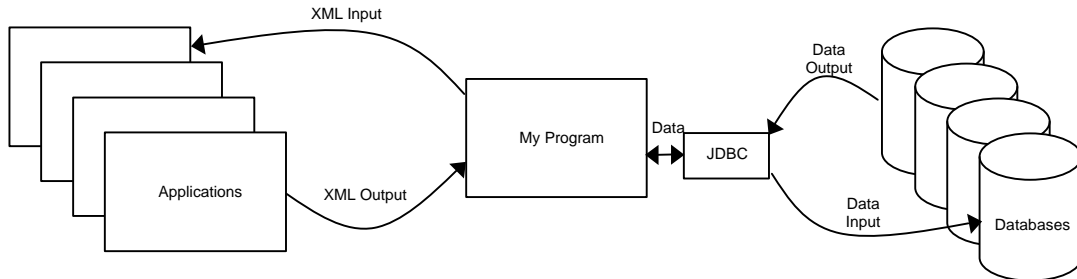 XML Input
Data
Output
My Program
Data
JDBC
Applications
XML Output
Data
Input
Databases